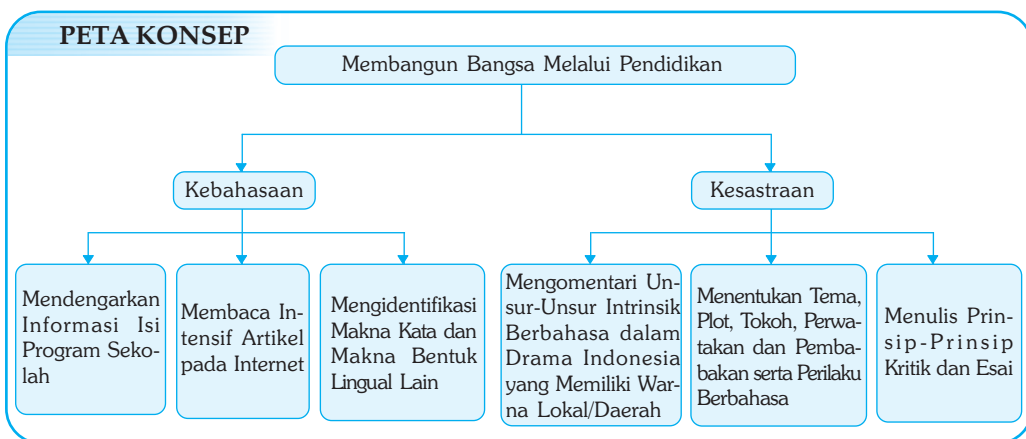 PETA KONSEP
Membangun Bangsa Melalui Pendidikan
Kebahasaan
Kesastraan
Mendengarkan
Informasi Isi
Program Seko-
lah
Membaca In-
tensif Artikel
pada Internet
Mengidentifikasi
Makna Kata dan
Makna Bentuk
Lingual Lain
Mengomentari Un-
sur-Unsur Intrinsik
Berbahasa dalam
Drama Indonesia
yang Memiliki War-
na Lokal/Daerah
Menentukan Tema,
Plot, Tokoh, Perwa-
takan dan Pemba-
bakan serta Perilaku
Berbahasa
Menulis Prin-
sip-Prinsip
Kritik dan Esai